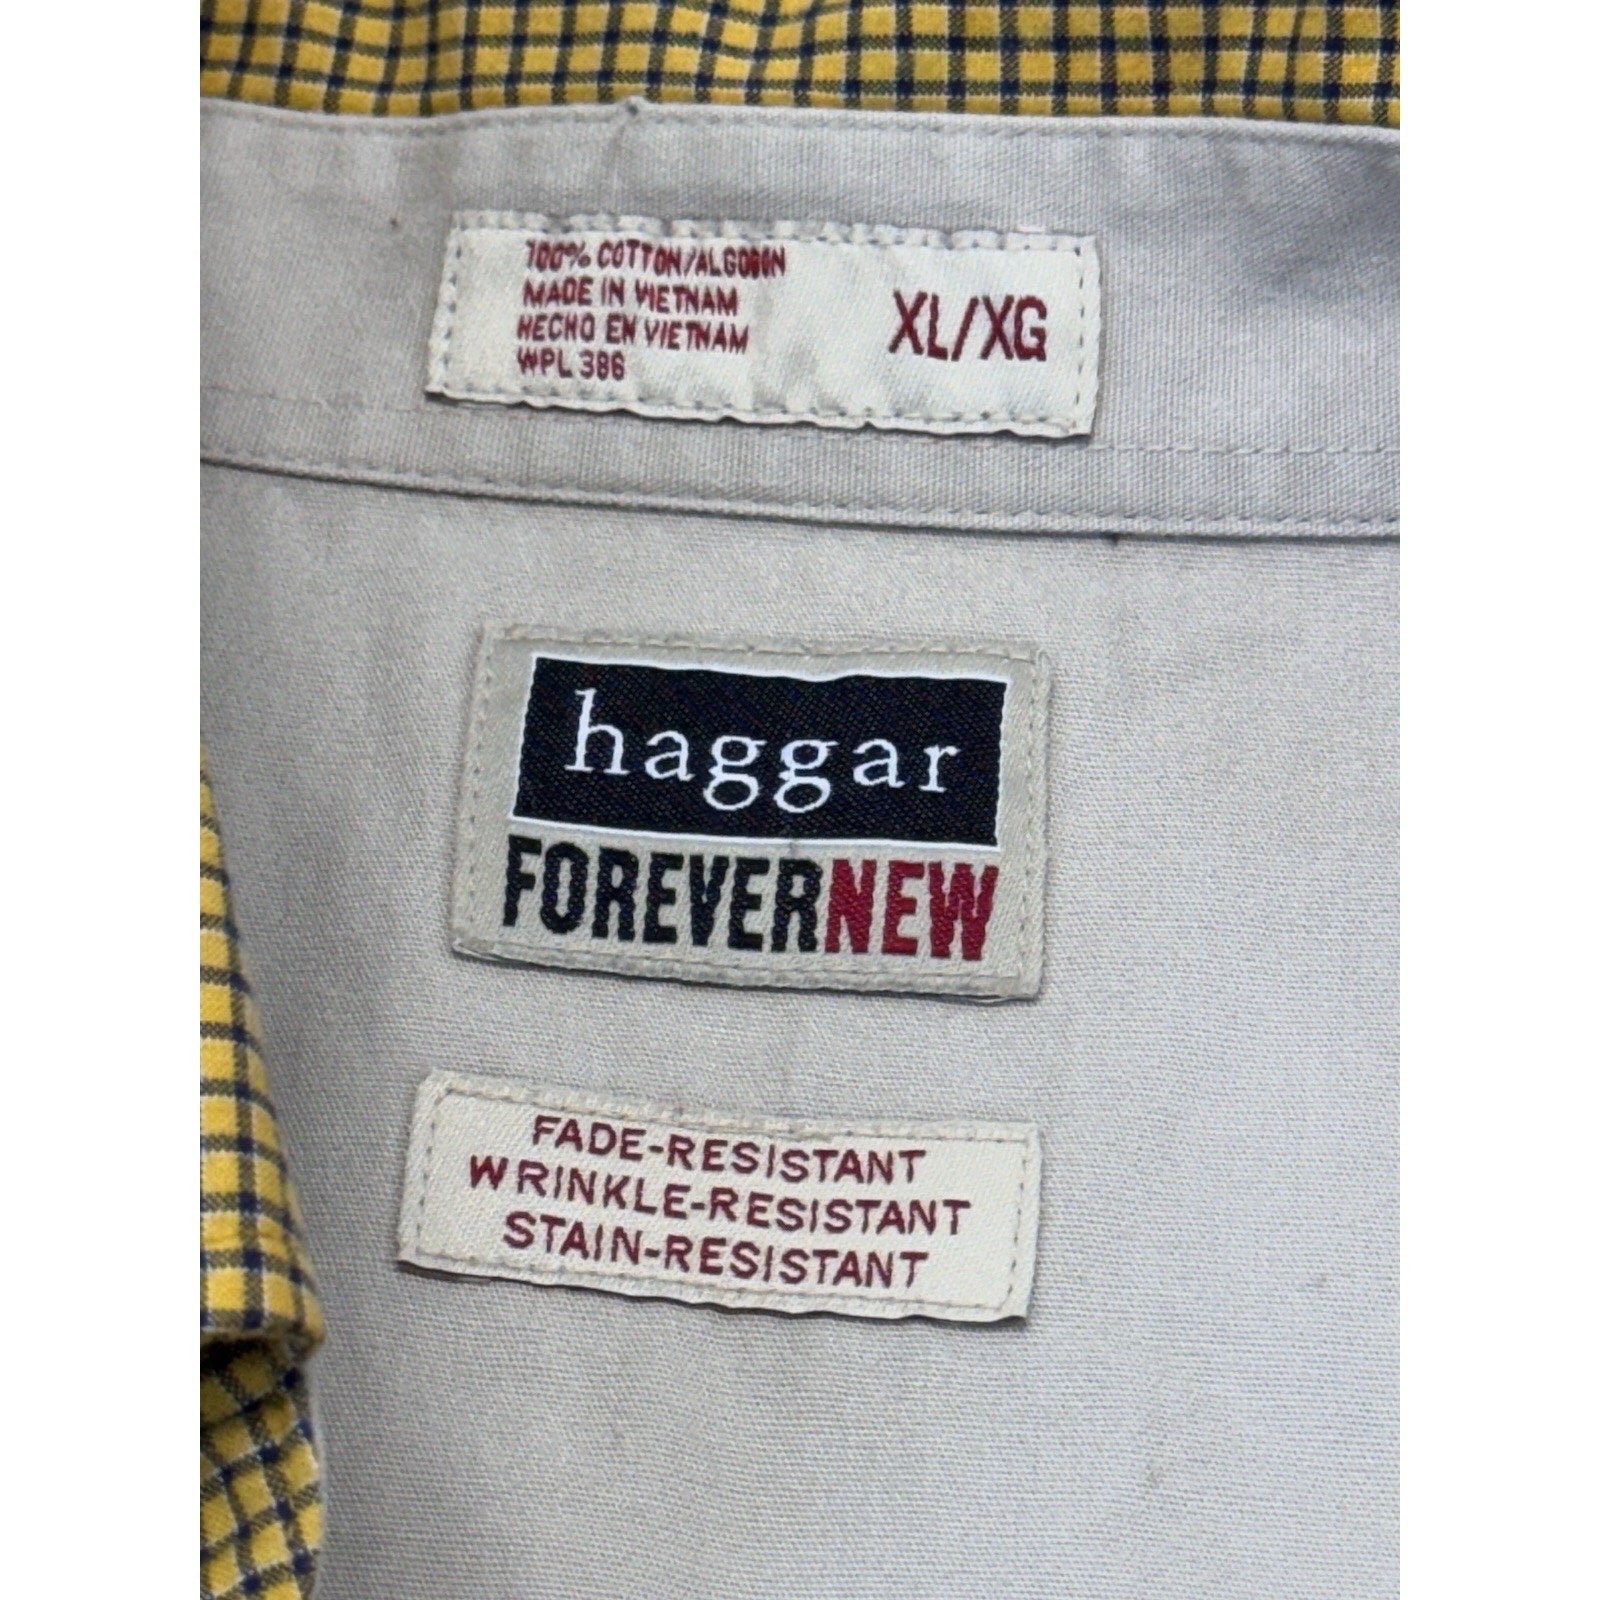 100% COTTON/ALGODON
MADE IN VIETNAM
HECHO EN VIETNAM
WPL 386
XL/XG
haggar
FOREVERNEW
FADE-RESISTANT
WRINKLE-RESISTANT
STAIN-RESISTANT